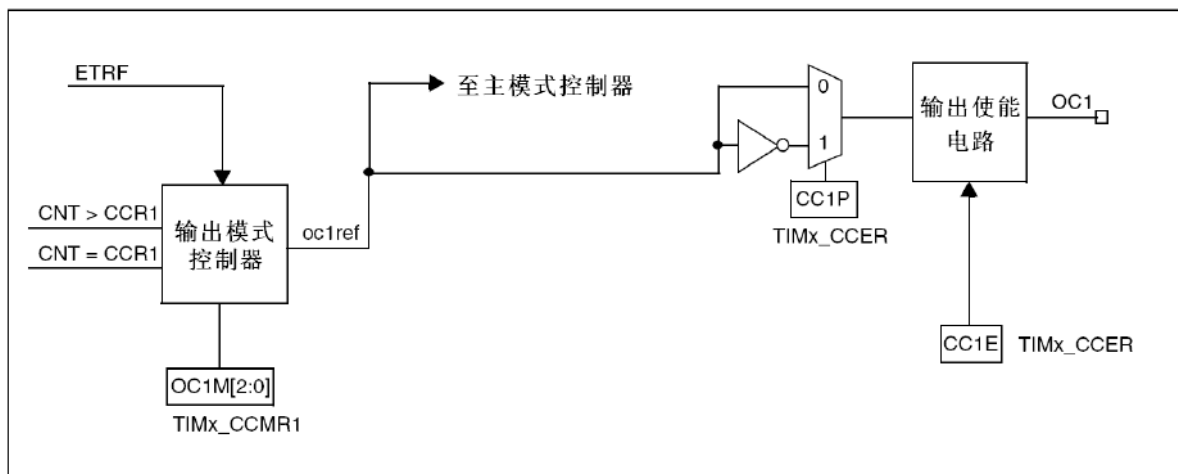 ETRF
至主模式控制器
0
1
CC1P
TIMx_CCER
输出使能
电路
OC1
CNT > CCR1
CNT = CCR1
输出模式
控制器
oc1ref
OC1M[2:0]
TIMx_CCMR1
CC1E
TIMx_CCER